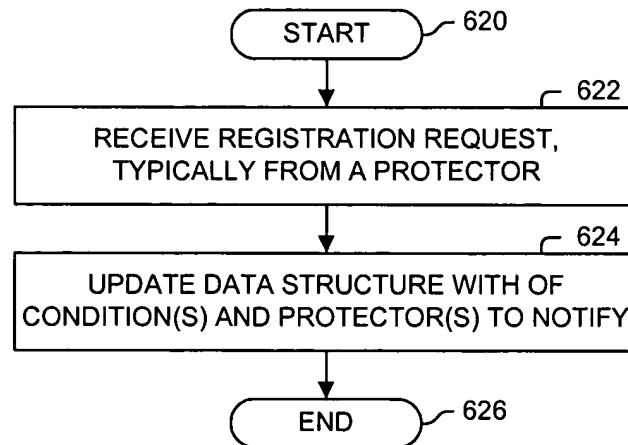 START
620
622
RECEIVE REGISTRATION REQUEST,
TYPICALLY FROM A PROTECTOR
624
UPDATE DATA STRUCTURE WITH OF
CONDITION(S) AND PROTECTOR(S) TO NOTIFY
END
626